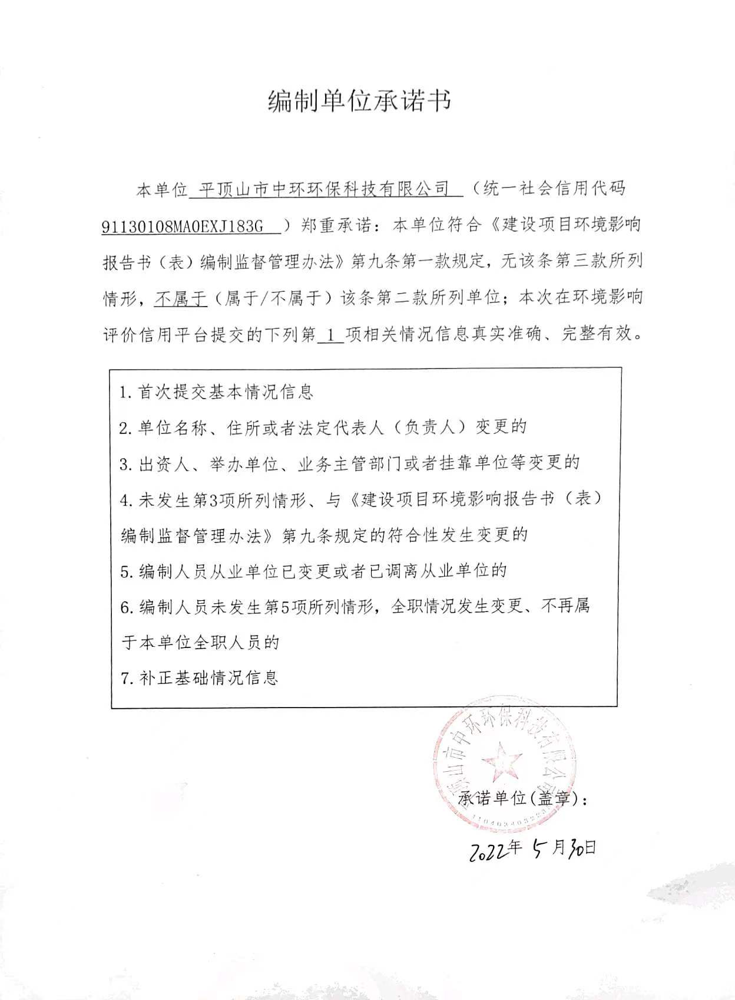 编制单位承诺书
本单位 平顶山市中环环保科技有限公司 （统一社会信用代码
91130108MA0EXJ183G ）郑重承诺：本单位符合《建设项目环境影响
报告书（表）编制监督管理办法》第九条第一款规定，无该条第三款所列
情形，不属于（属于/不属于）该条第二款所列单位；本次在环境影响
评价信用平台提交的下列第 1 项相关情况信息真实准确、完整有效。
1.首次提交基本情况信息
2.单位名称、住所或者法定代表人（负责人）变更的
3.出资人、举办单位、业务主管部门或者挂靠单位等变更的
4.未发生第3项所列情形、与《建设项目环境影响报告书（表）
编制监督管理办法》第九条规定的符合性发生变更的
5.编制人员从业单位已变更或者已调离从业单位的
6.编制人员未发生第5项所列情形，全职情况发生变更、不再属
于本单位全职人员的
7.补正基础情况信息
平顶山市中环环保科技有限公司
承诺单位(盖章)：
2022年 5 月30日